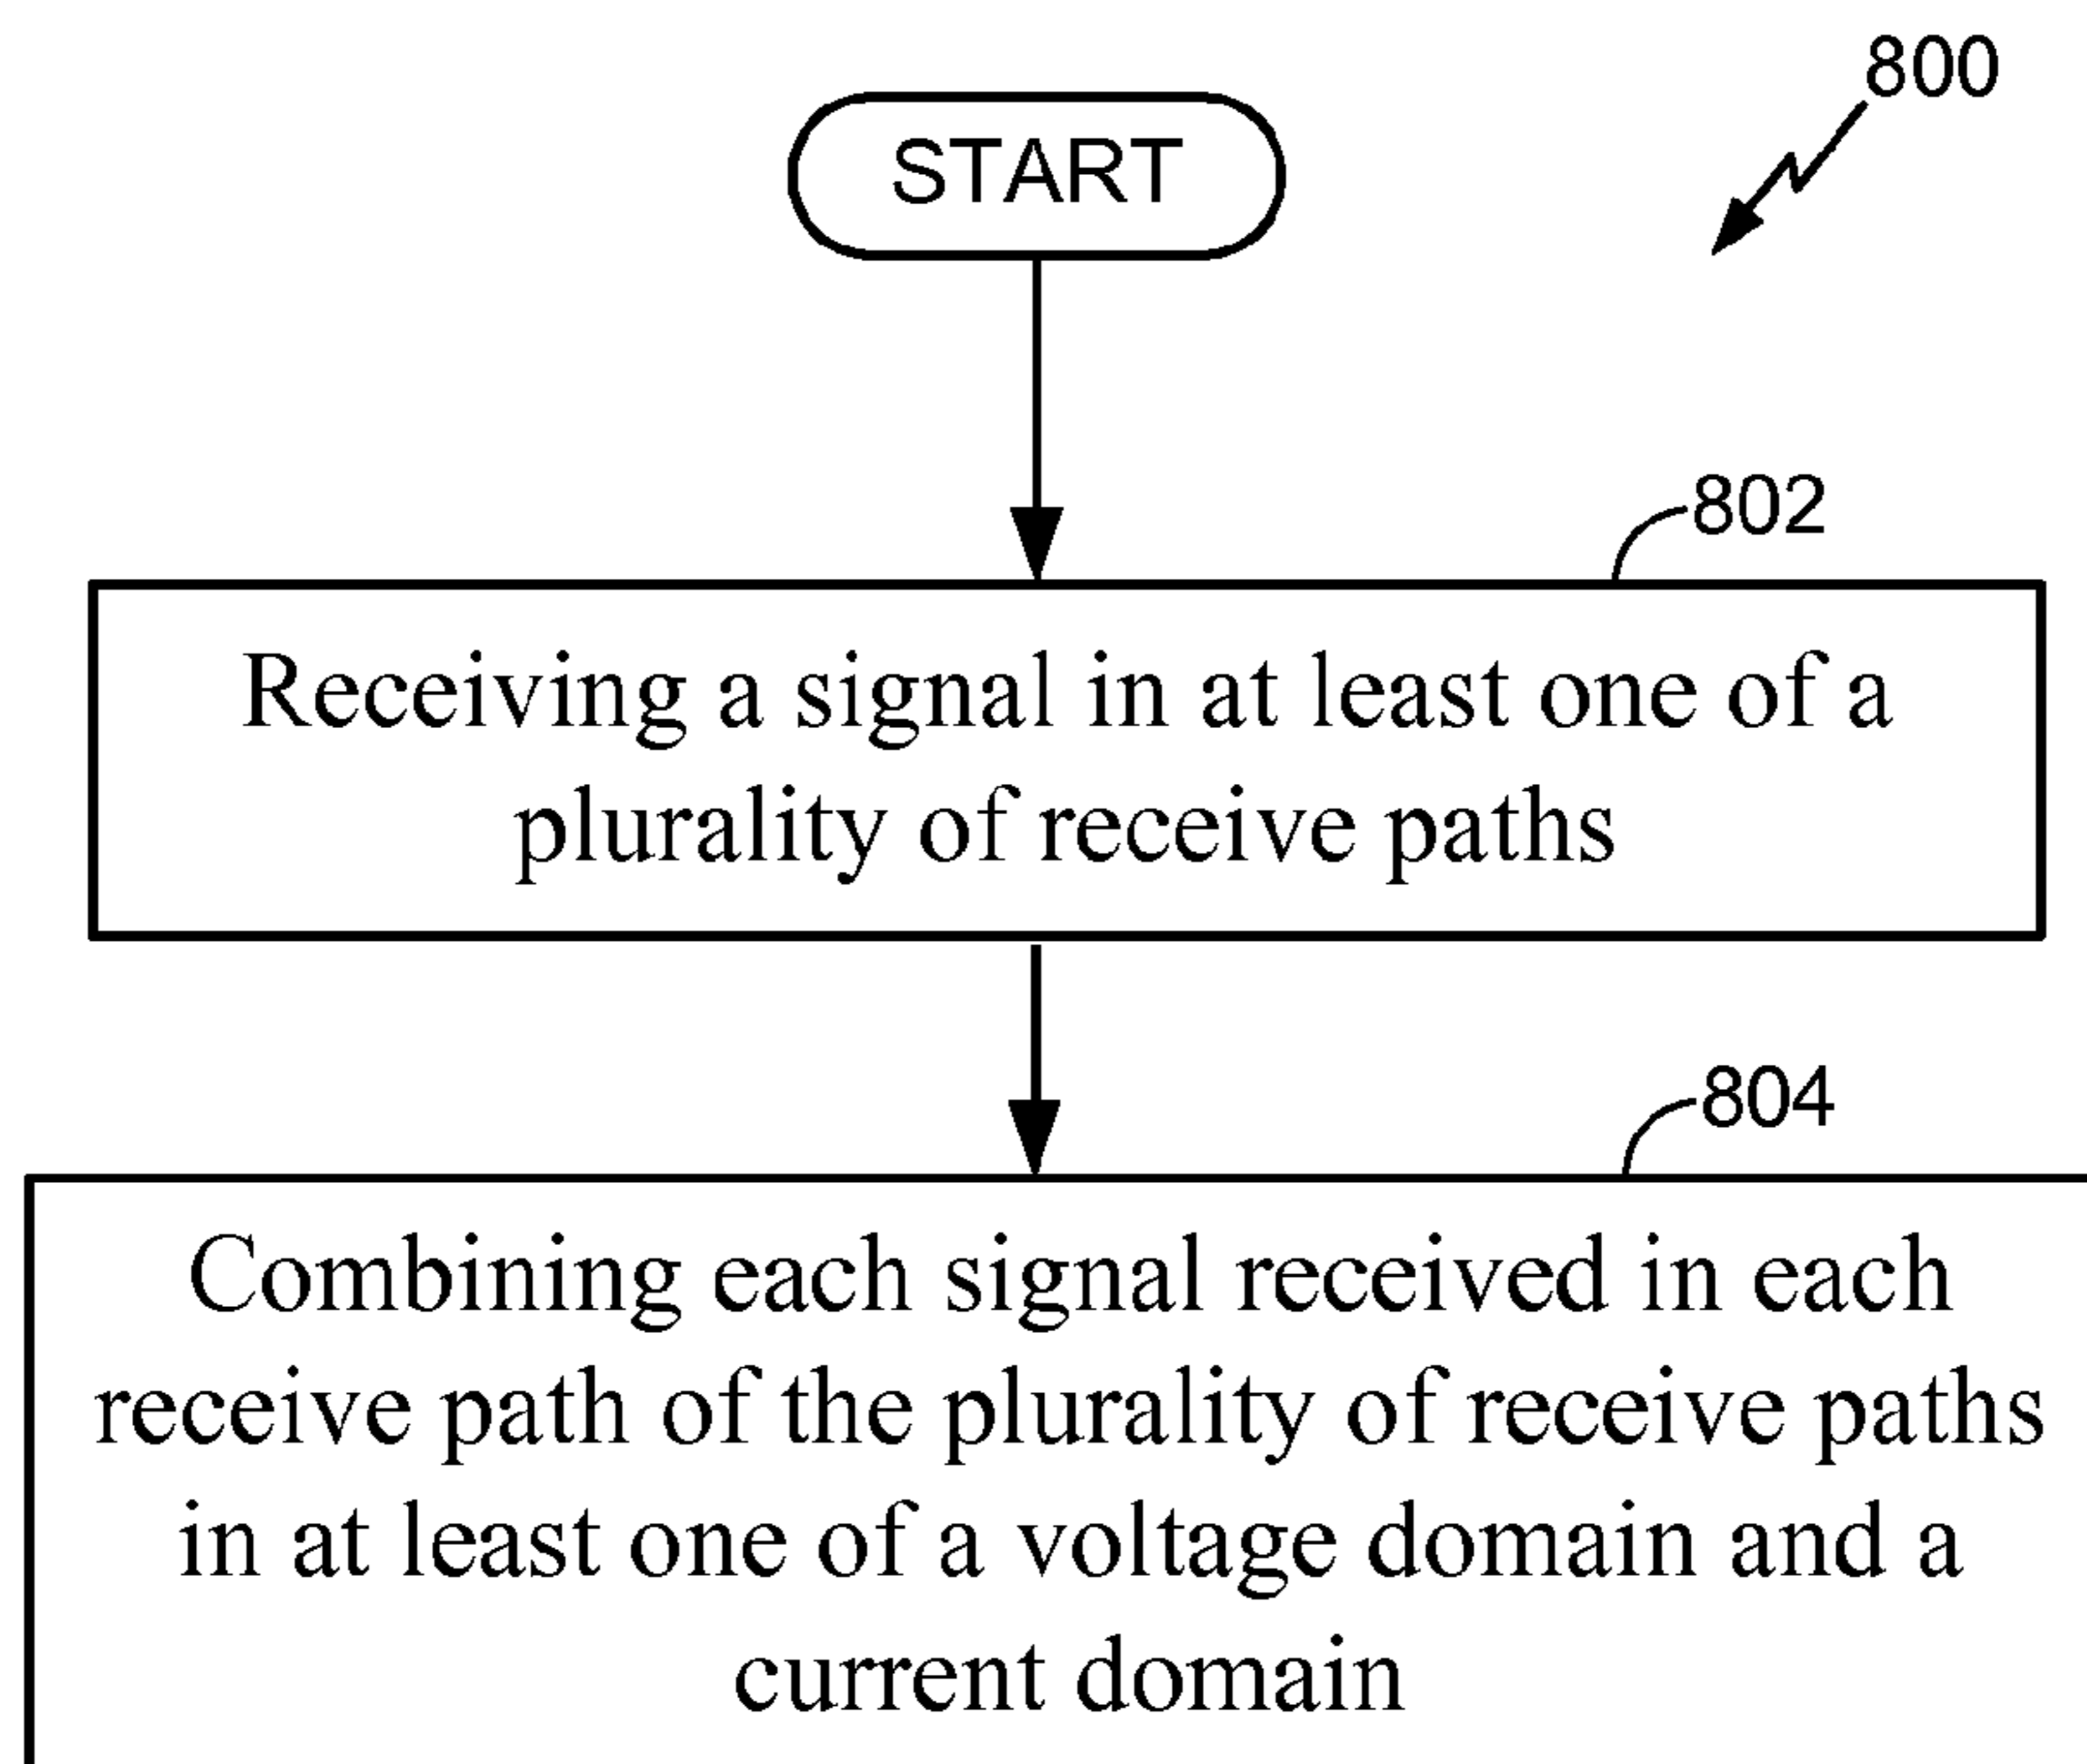 800
START
802
Receiving a signal in at least one of a
plurality of receive paths
804
Combining each signal received in each
receive path of the plurality of receive paths
in at least one of a voltage domain and a
current domain